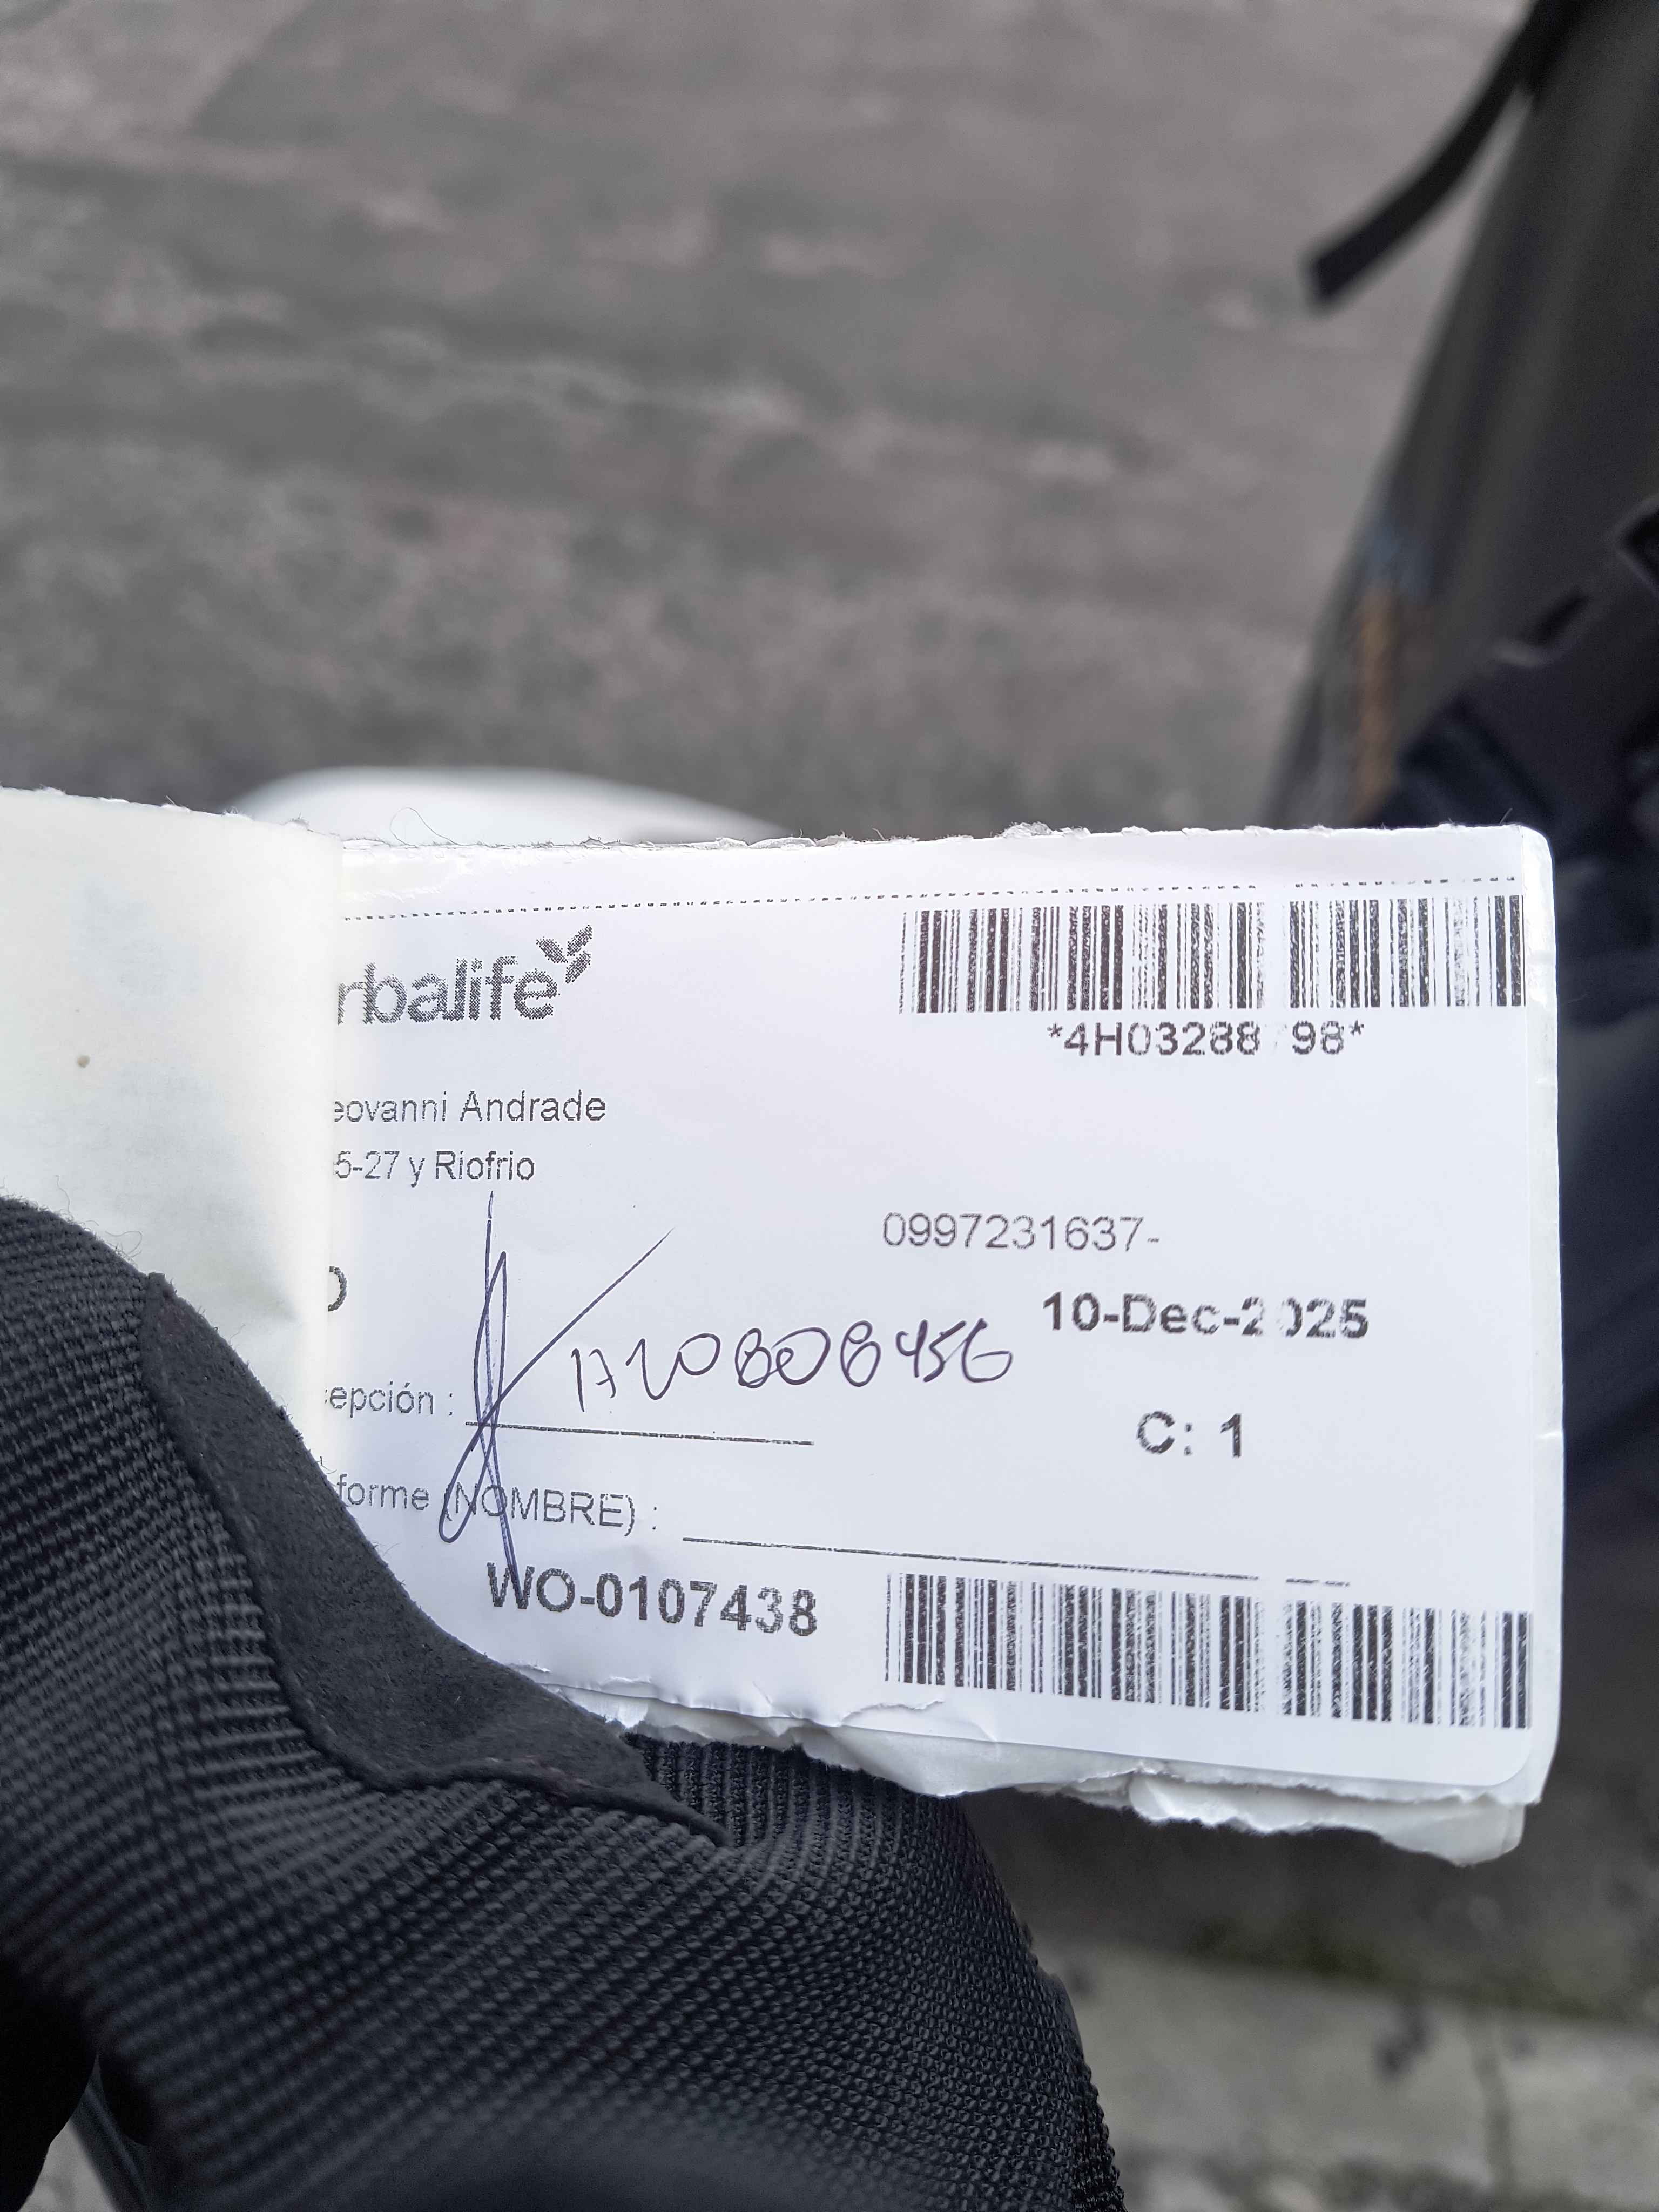 rbalife
*4H03288 98*
eovanni Andrade
5-27 y Riofrio
0997231637-
O
10-Dec-2025
1720808456
epción :
C: 1
forme (NOMBRE) :
WO-0107438